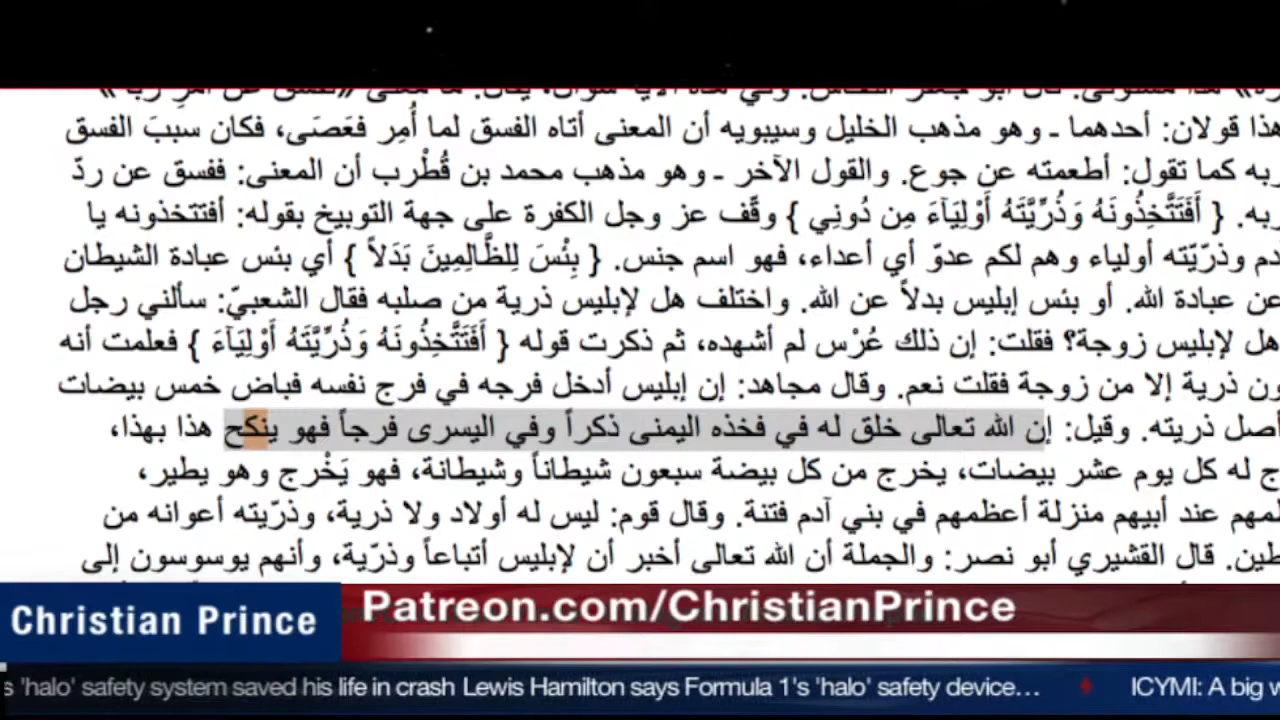 هذا قولان: أحدهما ـ وهو مذهب الخليل وسيبويه أن المعنى أتاه الفسق لما أُمِر فعَصَى، فكان سببَ الفسق
ربه كما تقول: أطعمته عن جوع. والقول الآخر ـ وهو مذهب محمد بن قُطْرب أن المعنى: ففسق عن ردّ
به. { أَفَتَتَّخِذُونَهُ وَذُرِّيَّتَهُ أَوْلِيَآءَ مِن دُونِي } وقّف عز وجل الكفرة على جهة التوبيخ بقوله: أفتتخذونه يا
دم وذرّيّته أولياء وهم لكم عدوّ أي أعداء، فهو اسم جنس. { بِئْسَ لِلظَّالِمِينَ بَدَلاً } أي بئس عبادة الشيطان
عن عبادة الله. أو بئس إبليس بدلاً عن الله. واختلف هل لإبليس ذرية من صلبه فقال الشعبيّ: سألني رجل
هل لإبليس زوجة؟ فقلت: إن ذلك عُرْس لم أشهده، ثم ذكرت قوله { أَفَتَتَّخِذُونَهُ وَذُرِّيَّتَهُ أَوْلِيَآءَ } فعلمت أنه
ون ذرية إلا من زوجة فقلت نعم. وقال مجاهد: إن إبليس أدخل فرجه في فرج نفسه فباض خمس بيضات
أصل ذريته. وقيل: إن الله تعالى خلق له في فخذه اليمنى ذكراً وفي اليسرى فرجاً فهو ينكح هذا بهذا،
ج له كل يوم عشر بيضات، يخرج من كل بيضة سبعون شيطاناً وشيطانة، فهو يَخْرج وهو يطير،
لمهم عند أبيهم منزلة أعظمهم في بني آدم فتنة. وقال قوم: ليس له أولاد ولا ذرية، وذرّيته أعوانه من
طين. قال القشيري أبو نصر: والجملة أن الله تعالى أخبر أن لإبليس أتباعاً وذرّية، وأنهم يوسوسون إلى
Christian Prince
Patreon.com/ChristianPrince
s 'halo' safety system saved his life in crash Lewis Hamilton says Formula 1's 'halo' safety device… ICYMI: A big w